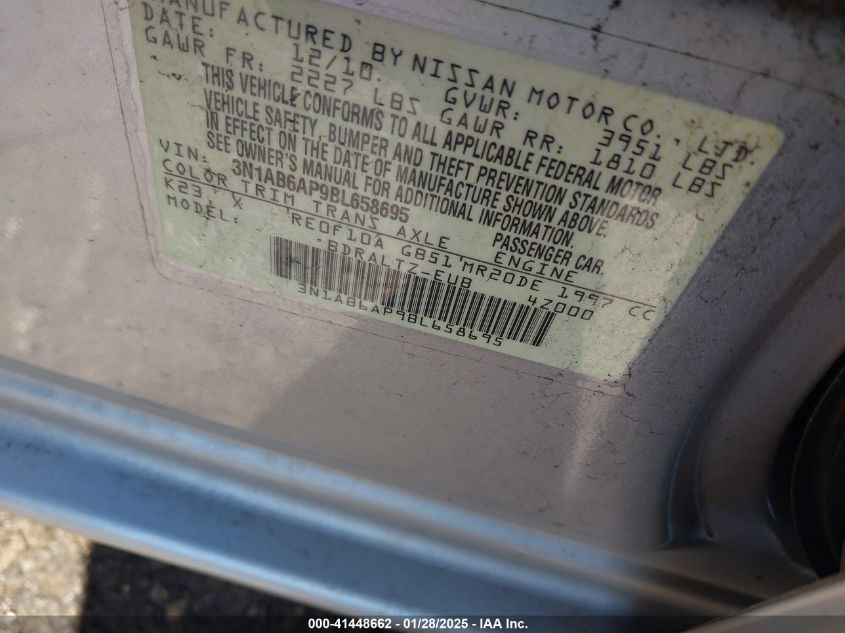 MANUFACTURED BY NISSAN MOTOR CO., LTD.
DATE: 12/10 GVWR: 3951 LBS
GAWR FR: 2227 LBS GAWR RR: 1810 LBS
THIS VEHICLE CONFORMS TO ALL APPLICABLE FEDERAL MOTOR
VEHICLE SAFETY, BUMPER AND THEFT PREVENTION STANDARDS
IN EFFECT ON THE DATE OF MANUFACTURE SHOWN ABOVE.
SEE OWNER'S MANUAL FOR ADDITIONAL INFORMATION.
VIN: 3N1AB6AP9BL658695 PASSENGER CAR.
COLOR TRIM TRANS AXLE ENGINE
K23 X RE0F10A GB51 MR20DE 1997 CC
MODEL: BDRALTZ-EUB 4Z000
3N1AB6AP9BL658695
000-41448662 | 01/28/2025 - Copyright © 2025 - IAA, Inc.